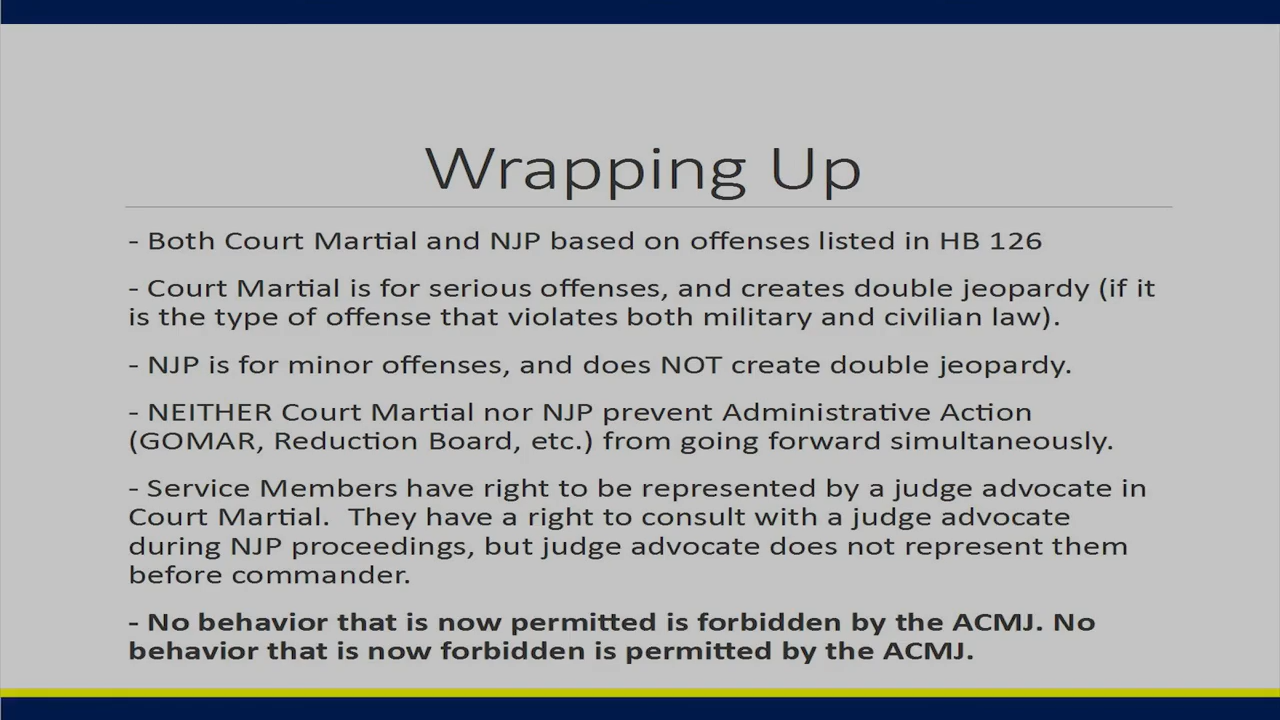 Wrapping Up
- Both Court Martial and NJP based on offenses listed in HB 126
- Court Martial is for serious offenses, and creates double jeopardy (if it
is the type of offense that violates both military and civilian law).
- NJP is for minor offenses, and does NOT create double jeopardy.
- NEITHER Court Martial nor NJP prevent Administrative Action
(GOMAR, Reduction Board, etc.) from going forward simultaneously.
- Service Members have right to be represented by a judge advocate in
Court Martial.  They have a right to consult with a judge advocate
during NJP proceedings, but judge advocate does not represent them
before commander.
- No behavior that is now permitted is forbidden by the ACMJ. No
behavior that is now forbidden is permitted by the ACMJ.